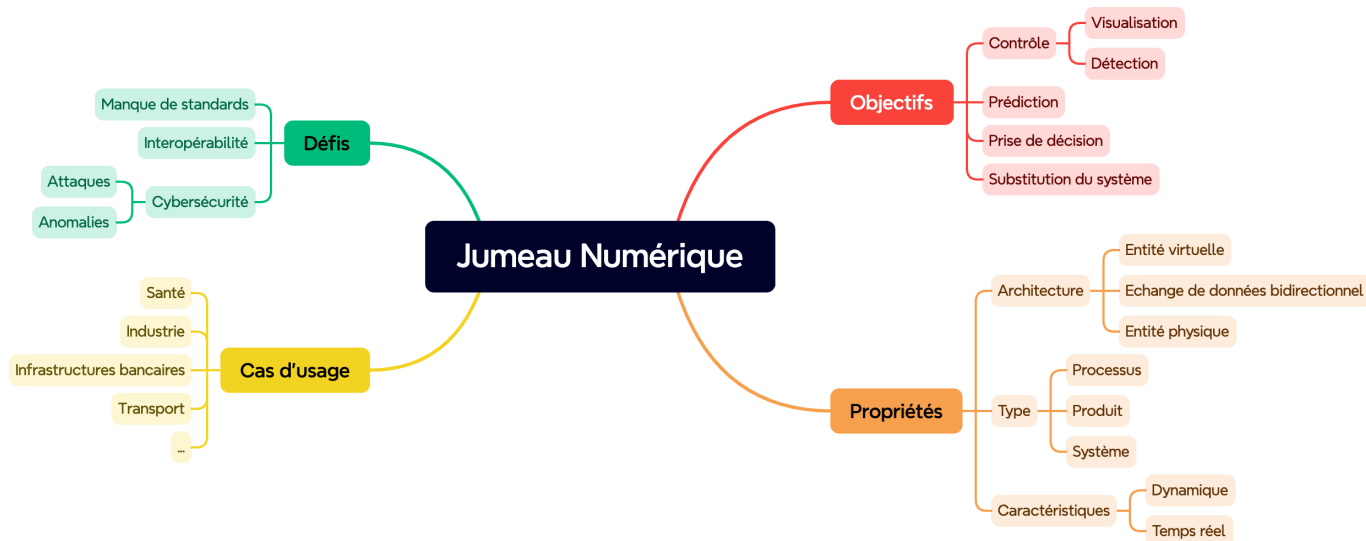 Jumeau Numérique
Objectifs
Contrôle
Visualisation
Détection
Prédiction
Prise de décision
Substitution du système
Propriétés
Architecture
Entité virtuelle
Echange de données bidirectionnel
Entité physique
Type
Processus
Produit
Système
Caractéristiques
Dynamique
Temps réel
Défis
Manque de standards
Interopérabilité
Cybersécurité
Attaques
Anomalies
Cas d'usage
Santé
Industrie
Infrastructures bancaires
Transport
...